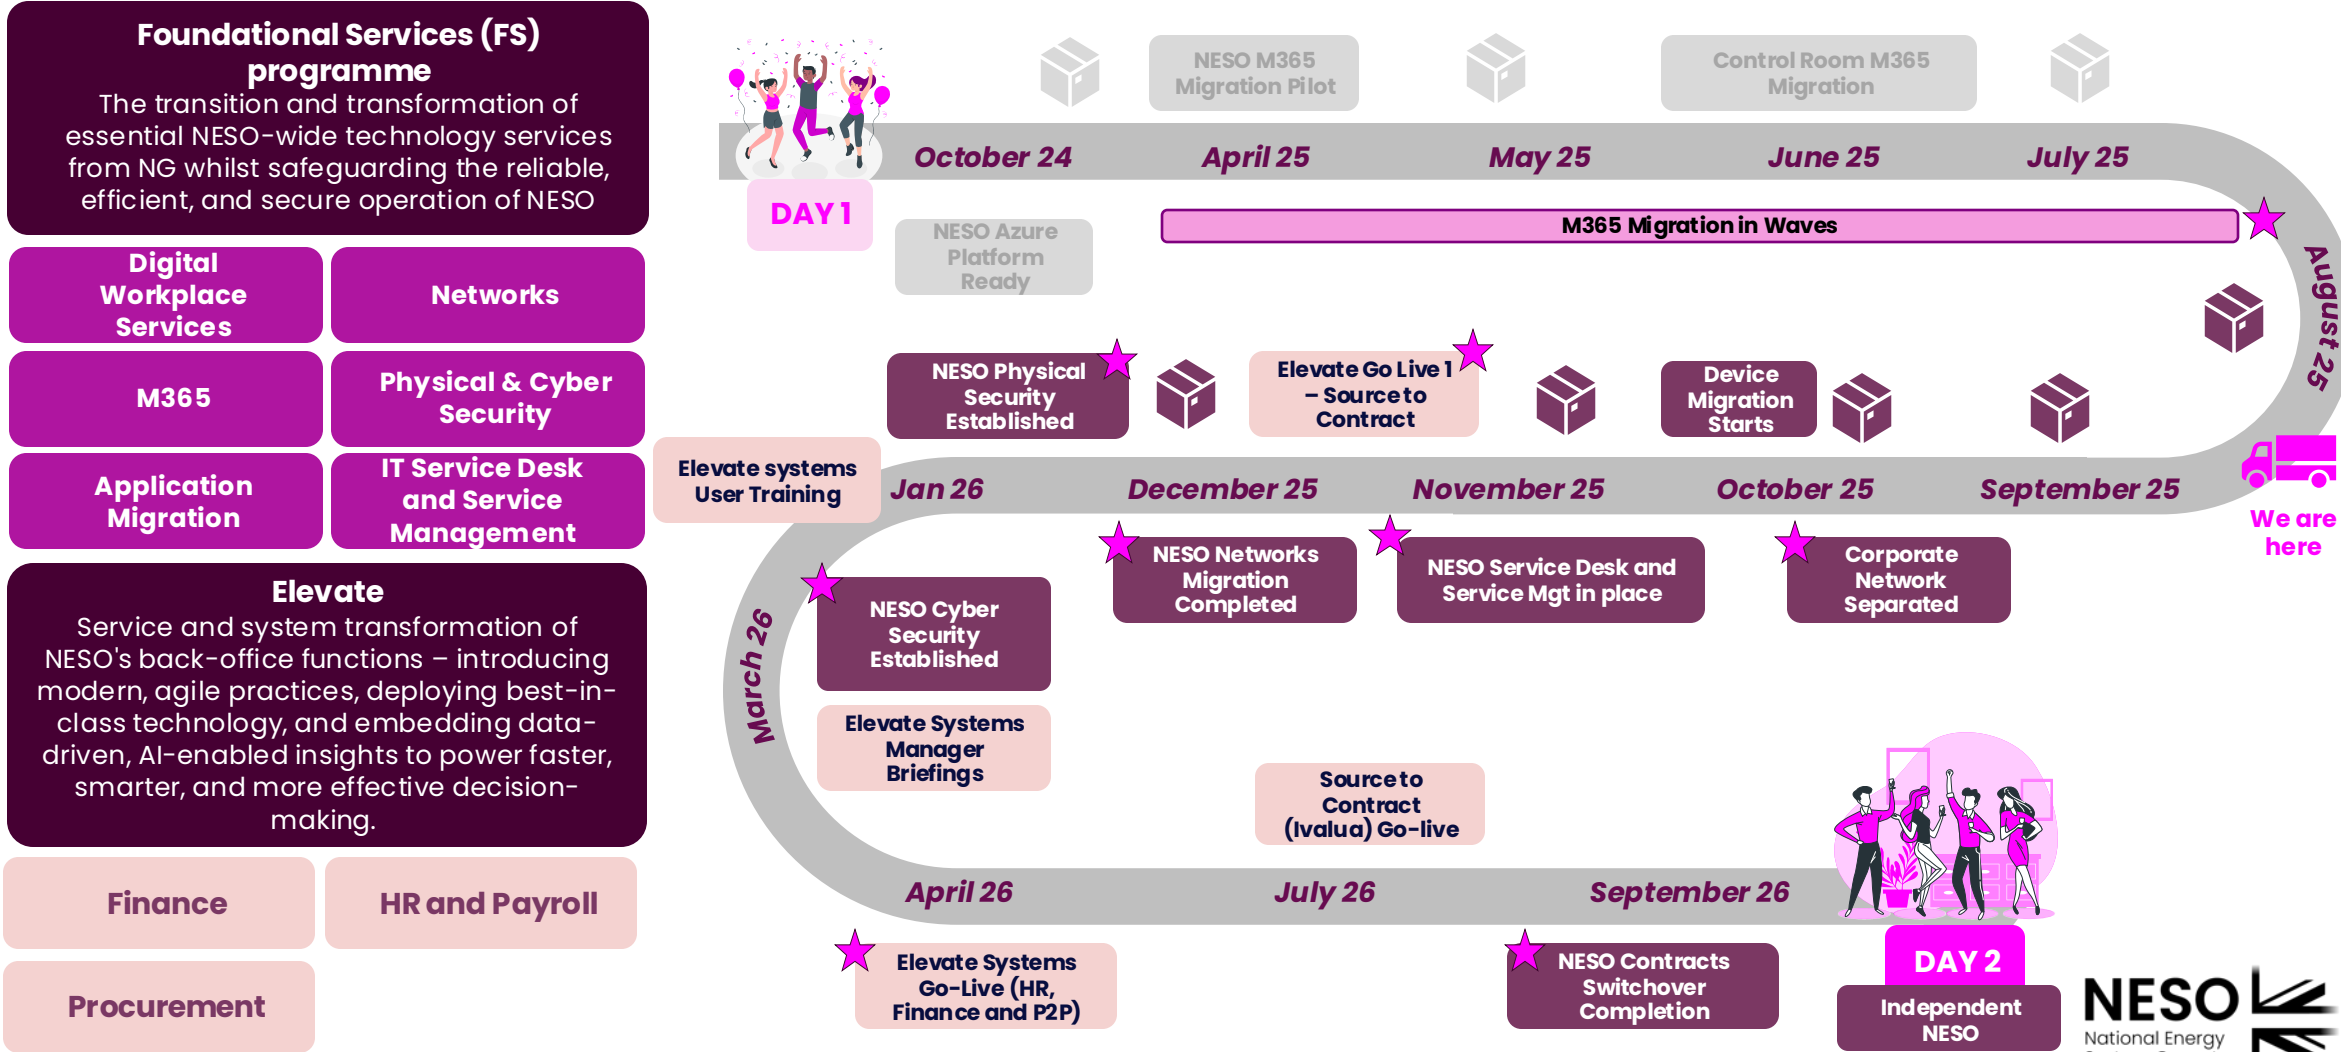 Foundational Services (FS)
programme
The transition and transformation of
essential NESO-wide technology services
from NG whilst safeguarding the reliable,
efficient, and secure operation of NESO
Digital
Workplace
Services
Networks
M365
Physical & Cyber
Security
Application
Migration
IT Service Desk
and Service
Management
Elevate
Service and system transformation of
NESO's back-office functions – introducing
modern, agile practices, deploying best-in-
class technology, and embedding data-
driven, AI-enabled insights to power faster,
smarter, and more effective decision-
making.
Finance
HR and Payroll
Procurement
NESO M365
Migration Pilot
Control Room M365
Migration
October 24
April 25
May 25
June 25
July 25
DAY 1
NESO Azure
Platform
Ready
M365 Migration in Waves
August 25
NESO Physical
Security
Established
Elevate Go Live 1
– Source to
Contract
Device
Migration
Starts
Elevate systems
User Training
Jan 26
December 25
November 25
October 25
September 25
We are
here
NESO Networks
Migration
Completed
NESO Service Desk and
Service Mgt in place
Corporate
Network
Separated
NESO Cyber
Security
Established
March 26
Elevate Systems
Manager
Briefings
Source to
Contract
(Ivalua) Go-live
April 26
July 26
September 26
Elevate Systems
Go-Live (HR,
Finance and P2P)
NESO Contracts
Switchover
Completion
DAY 2
Independent
NESO
NESO
National Energy